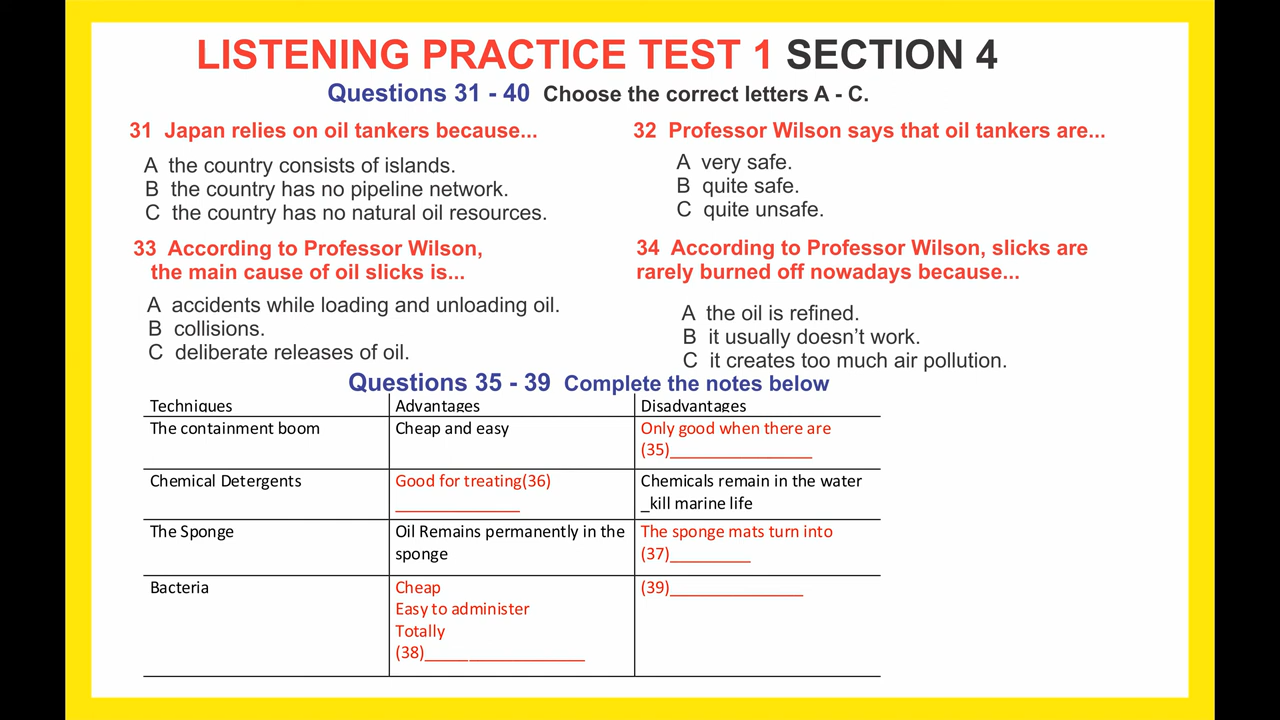 LISTENING PRACTICE TEST 1 SECTION 4
Questions 31 - 40 Choose the correct letters A - C.
31 Japan relies on oil tankers because...
A the country consists of islands.
B the country has no pipeline network.
C the country has no natural oil resources.
32 Professor Wilson says that oil tankers are...
A very safe.
B quite safe.
C quite unsafe.
33 According to Professor Wilson,
the main cause of oil slicks is...
A accidents while loading and unloading oil.
B collisions.
C deliberate releases of oil.
34 According to Professor Wilson, slicks are
rarely burned off nowadays because...
A the oil is refined.
B it usually doesn't work.
C it creates too much air pollution.
Questions 35 - 39 Complete the notes below
Techniques Advantages Disadvantages
The containment boom
Cheap and easy
Only good when there are
(35)________________
Chemical Detergents
Good for treating(36)
______________
Chemicals remain in the water
_kill marine life
The Sponge
Oil Remains permanently in the
sponge
The sponge mats turn into
(37)_________
Bacteria
Cheap
Easy to administer
Totally
(38)__________________
(39)_______________